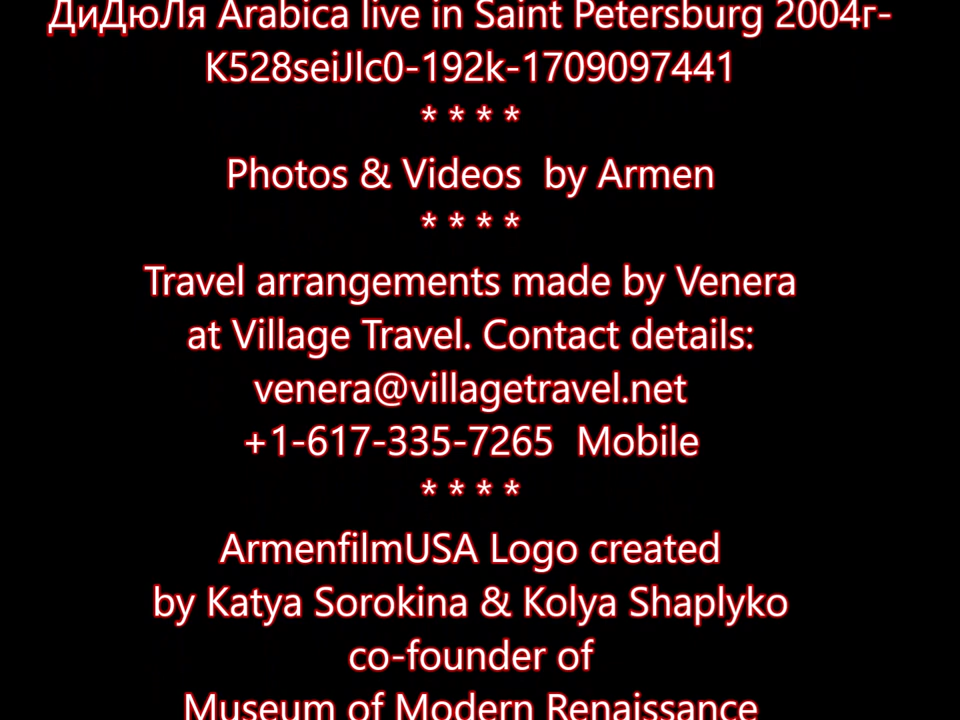 ДиДюЛя Arabica live in Saint Petersburg 2004г-
K528seiJlc0-192k-1709097441
* * * *
Photos & Videos  by Armen
* * * *
Travel arrangements made by Venera
at Village Travel. Contact details:
venera@villagetravel.net
+1-617-335-7265  Mobile
* * * *
ArmenfilmUSA Logo created
by Katya Sorokina & Kolya Shaplyko
co-founder of
Museum of Modern Renaissance